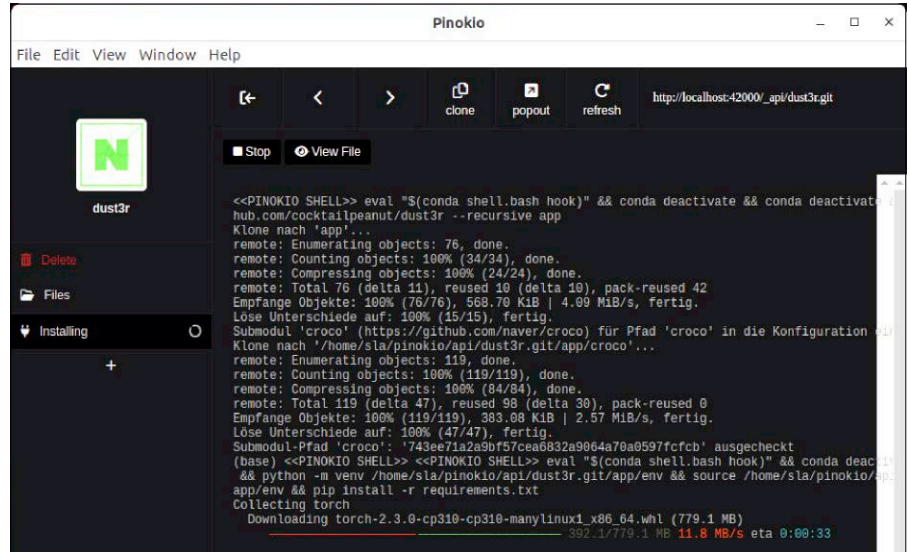 Pinokio
File Edit View Window Help
clone popout refresh http://localhost:42000/_api/dust3r.git
Stop View File
dust3r
Delete
Files
Installing
<<PINOKIO SHELL>> eval "$(conda shell.bash hook)" && conda deactivate && conda deactivate
hub.com/cocktailpeanut/dust3r --recursive app
Klone nach 'app'...
remote: Enumerating objects: 76, done.
remote: Counting objects: 100% (34/34), done.
remote: Compressing objects: 100% (24/24), done.
remote: Total 76 (delta 11), reused 10 (delta 10), pack-reused 42
Empfange Objekte: 100% (76/76), 568.70 KiB | 4.09 MiB/s, fertig.
Löse Unterschiede auf: 100% (15/15), fertig.
Submodul 'croco' (https://github.com/naver/croco) für Pfad 'croco' in die Konfiguration
Klone nach '/home/sla/pinokio/api/dust3r.git/app/croco'...
remote: Enumerating objects: 119, done.
remote: Counting objects: 100% (119/119), done.
remote: Compressing objects: 100% (84/84), done.
remote: Total 119 (delta 47), reused 98 (delta 30), pack-reused 0
Empfange Objekte: 100% (119/119), 383.08 KiB | 2.57 MiB/s, fertig.
Löse Unterschiede auf: 100% (47/47), fertig.
Submodul-Pfad 'croco': '743ee71a2a9bf57cea6832a9064a70a0597fcfcb' ausgecheckt
(base) <<PINOKIO SHELL>> <<PINOKIO SHELL>> eval "$(conda shell.bash hook)" && conda deac
&& python -m venv /home/sla/pinokio/api/dust3r.git/app/env && source /home/sla/pinokio/
app/env && pip install -r requirements.txt
Collecting torch
Downloading torch-2.3.0-cp310-cp310-manylinux1_x86_64.whl (779.1 MB)
392.1/779.1 MB 11.8 MB/s eta 0:00:33